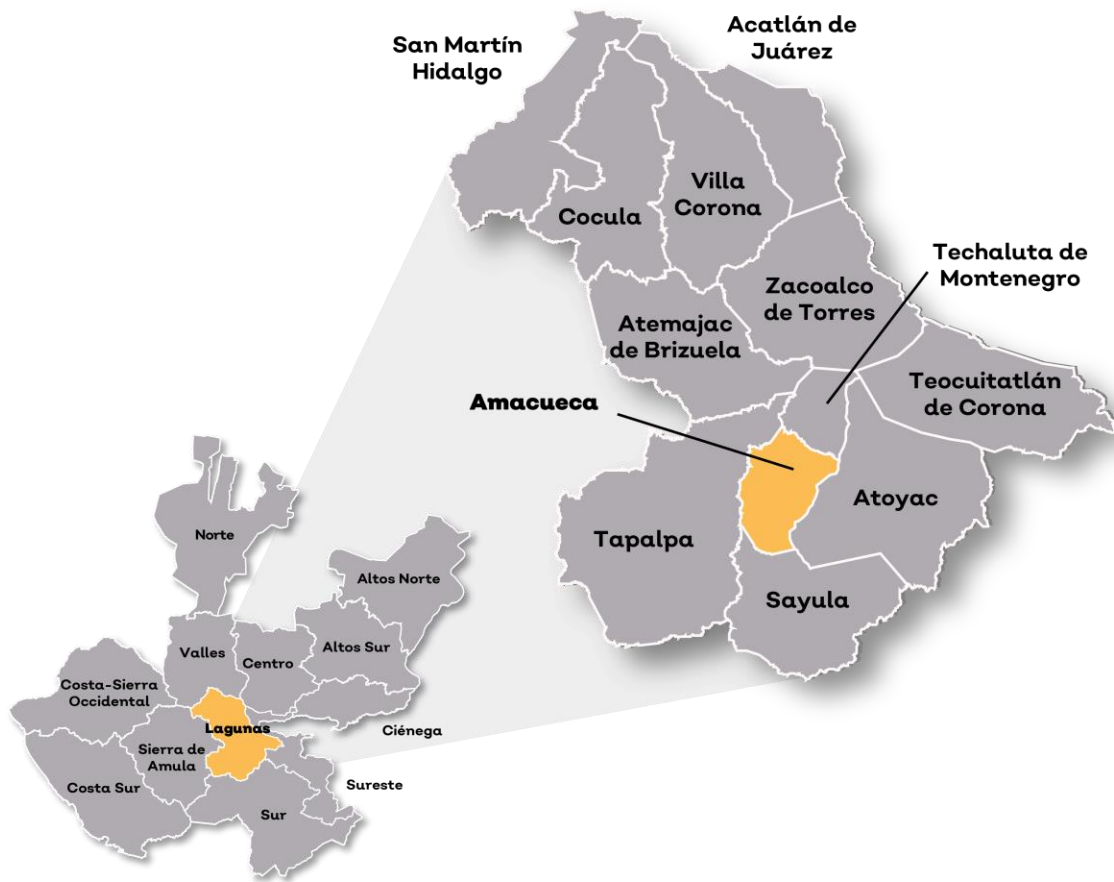 San Martín
Hidalgo
Acatlán de
Juárez
Villa
Corona
Cocula
Techaluta de
Montenegro
Zacoalco
de Torres
Atemajac
de Brizuela
Teocuitatlán
de Corona
Amacueca
Atoyac
Tapalpa
Sayula
Norte
Altos Norte
Valles
Centro
Altos Sur
Costa-Sierra
Occidental
Lagunas
Ciénega
Sierra de
Amula
Costa Sur
Sureste
Sur